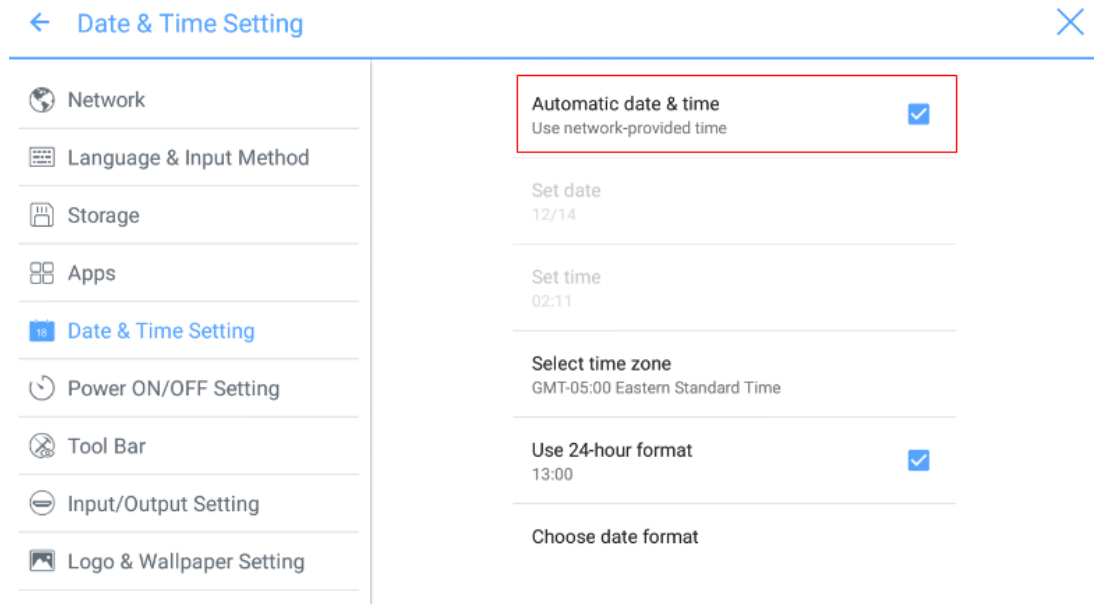 Date & Time Setting
Network
Language & Input Method
Storage
Apps
18
Date & Time Setting
Power ON/OFF Setting
Tool Bar
Input/Output Setting
Logo & Wallpaper Setting
Automatic date & time
Use network-provided time
Set date
12/14
Set time
02:11
Select time zone
GMT-05:00 Eastern Standard Time
Use 24-hour format
13:00
Choose date format